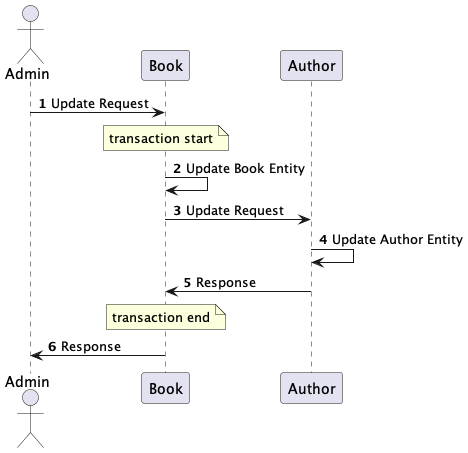 Admin
Book
Author
1 Update Request
transaction start
2 Update Book Entity
3 Update Request
4 Update Author Entity
5 Response
transaction end
6 Response
Admin
Book
Author